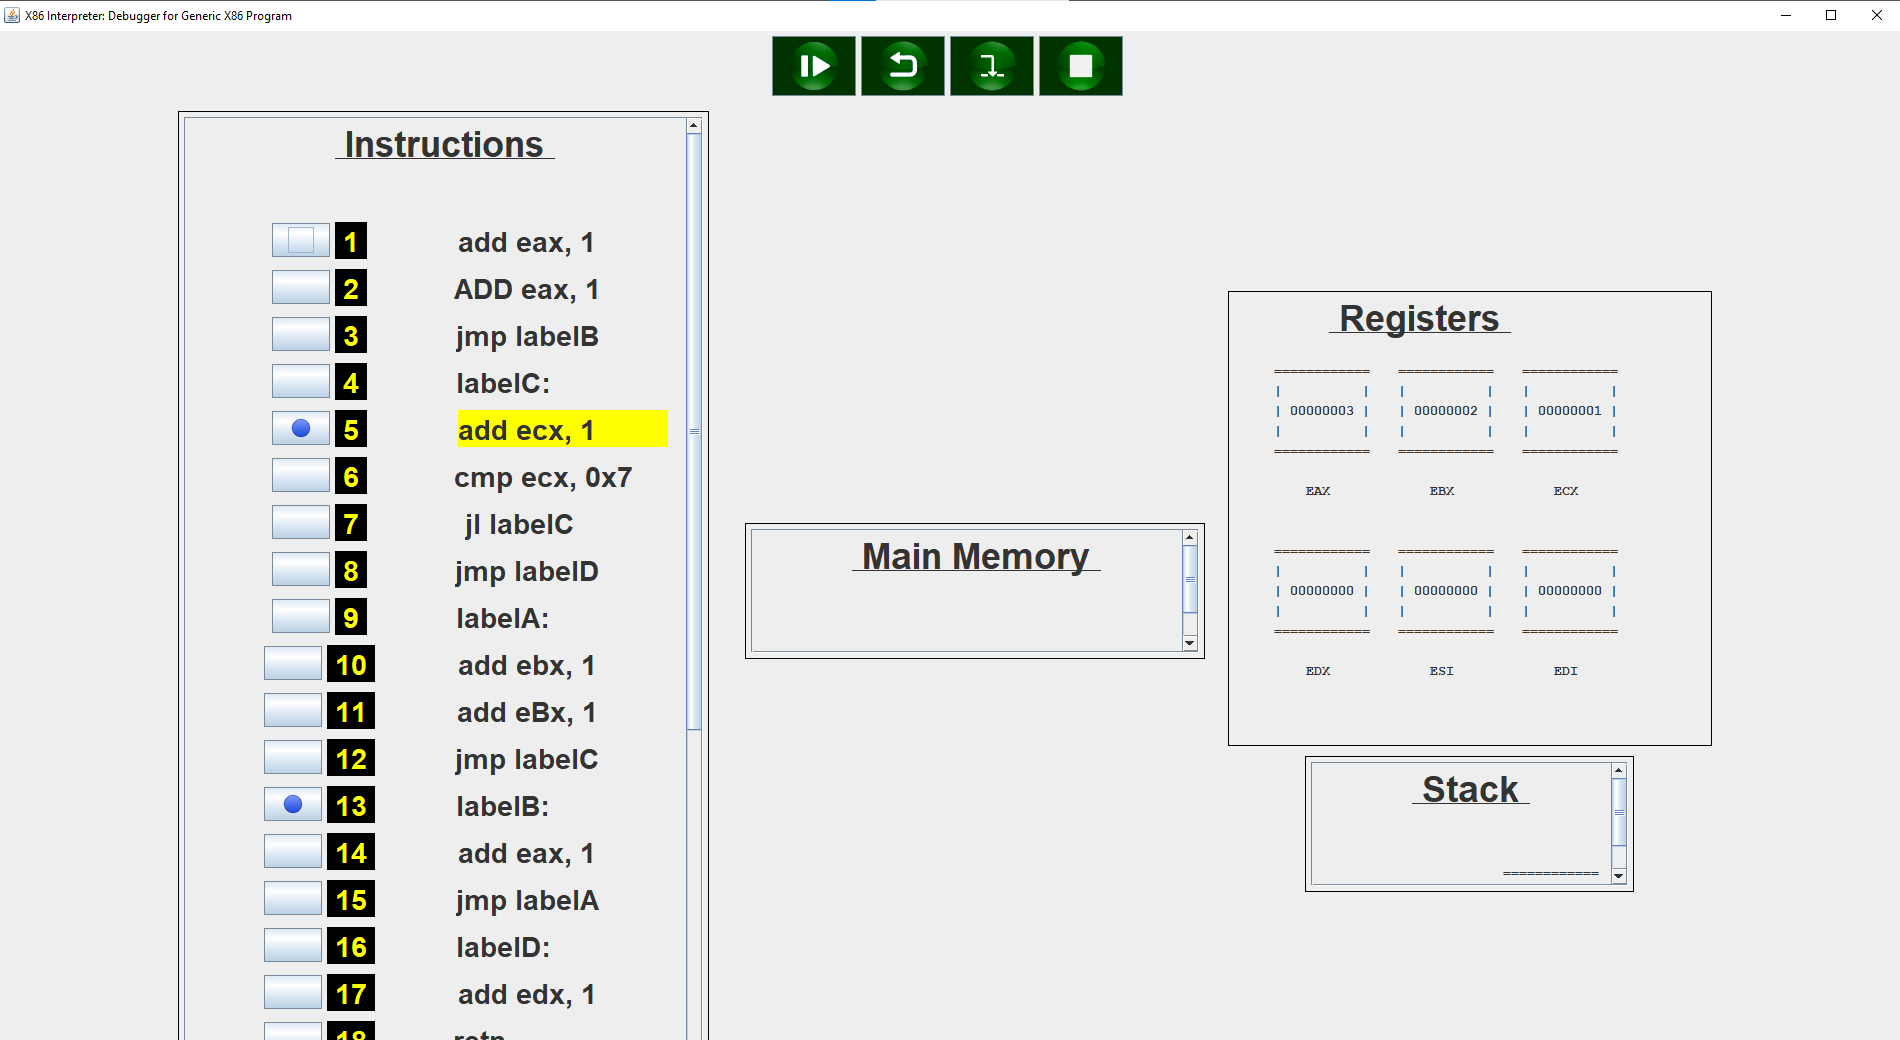 X86 Interpreter: Debugger for Generic X86 Program
Instructions
1 add eax, 1
2 ADD eax, 1
3 jmp labelB
4 labelC:
5 add ecx, 1
6 cmp ecx, 0x7
7 jl labelC
8 jmp labelD
9 labelA:
10 add ebx, 1
11 add eBx, 1
12 jmp labelC
13 labelB:
14 add eax, 1
15 jmp labelA
16 labelD:
17 add edx, 1
18 retn
Main Memory
Registers
============ ============ ============
| | | | | |
| 00000003 | | 00000002 | | 00000001 |
| | | | | |
============ ============ ============
EAX EBX ECX
============ ============ ============
| | | | | |
| 00000000 | | 00000000 | | 00000000 |
| | | | | |
============ ============ ============
EDX ESI EDI
Stack
============